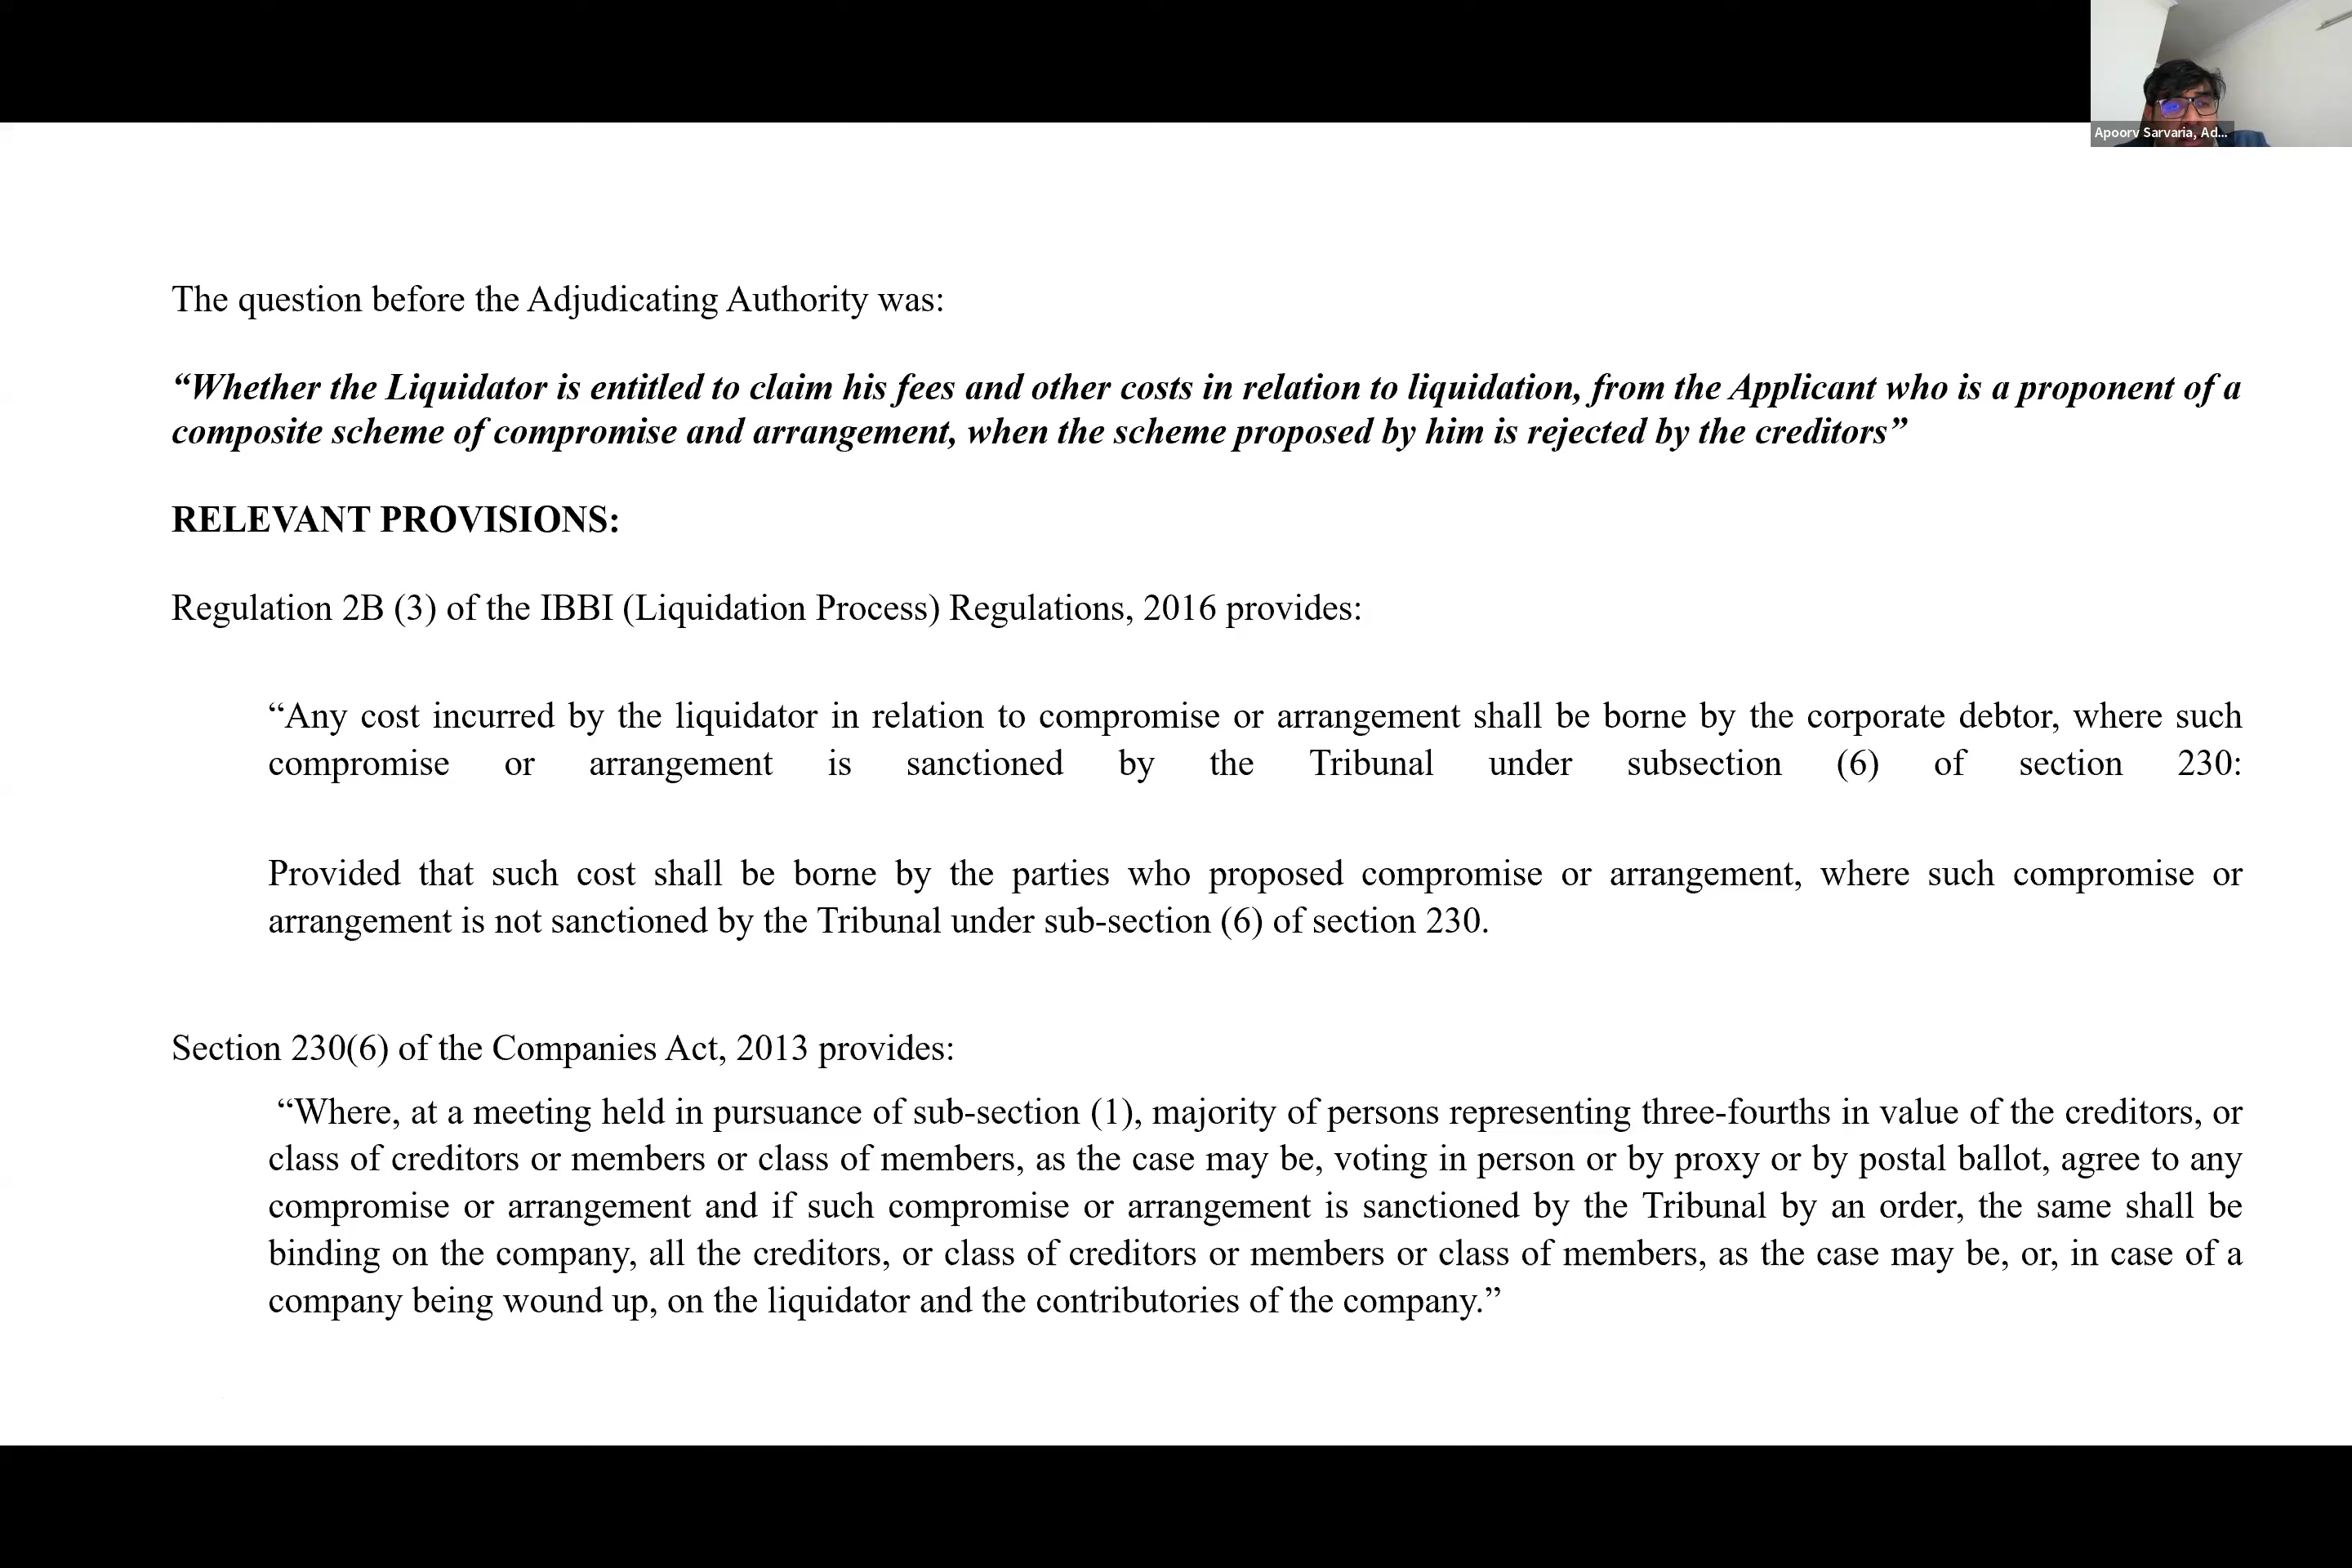 Apoorv Sarvaria, Ad...
The question before the Adjudicating Authority was:
“Whether the Liquidator is entitled to claim his fees and other costs in relation to liquidation, from the Applicant who is a proponent of a
composite scheme of compromise and arrangement, when the scheme proposed by him is rejected by the creditors”
RELEVANT PROVISIONS:
Regulation 2B (3) of the IBBI (Liquidation Process) Regulations, 2016 provides:
“Any cost incurred by the liquidator in relation to compromise or arrangement shall be borne by the corporate debtor, where such
compromise or arrangement is sanctioned by the Tribunal under subsection (6) of section 230:
Provided that such cost shall be borne by the parties who proposed compromise or arrangement, where such compromise or
arrangement is not sanctioned by the Tribunal under sub-section (6) of section 230.
Section 230(6) of the Companies Act, 2013 provides:
“Where, at a meeting held in pursuance of sub-section (1), majority of persons representing three-fourths in value of the creditors, or
class of creditors or members or class of members, as the case may be, voting in person or by proxy or by postal ballot, agree to any
compromise or arrangement and if such compromise or arrangement is sanctioned by the Tribunal by an order, the same shall be
binding on the company, all the creditors, or class of creditors or members or class of members, as the case may be, or, in case of a
company being wound up, on the liquidator and the contributories of the company.”